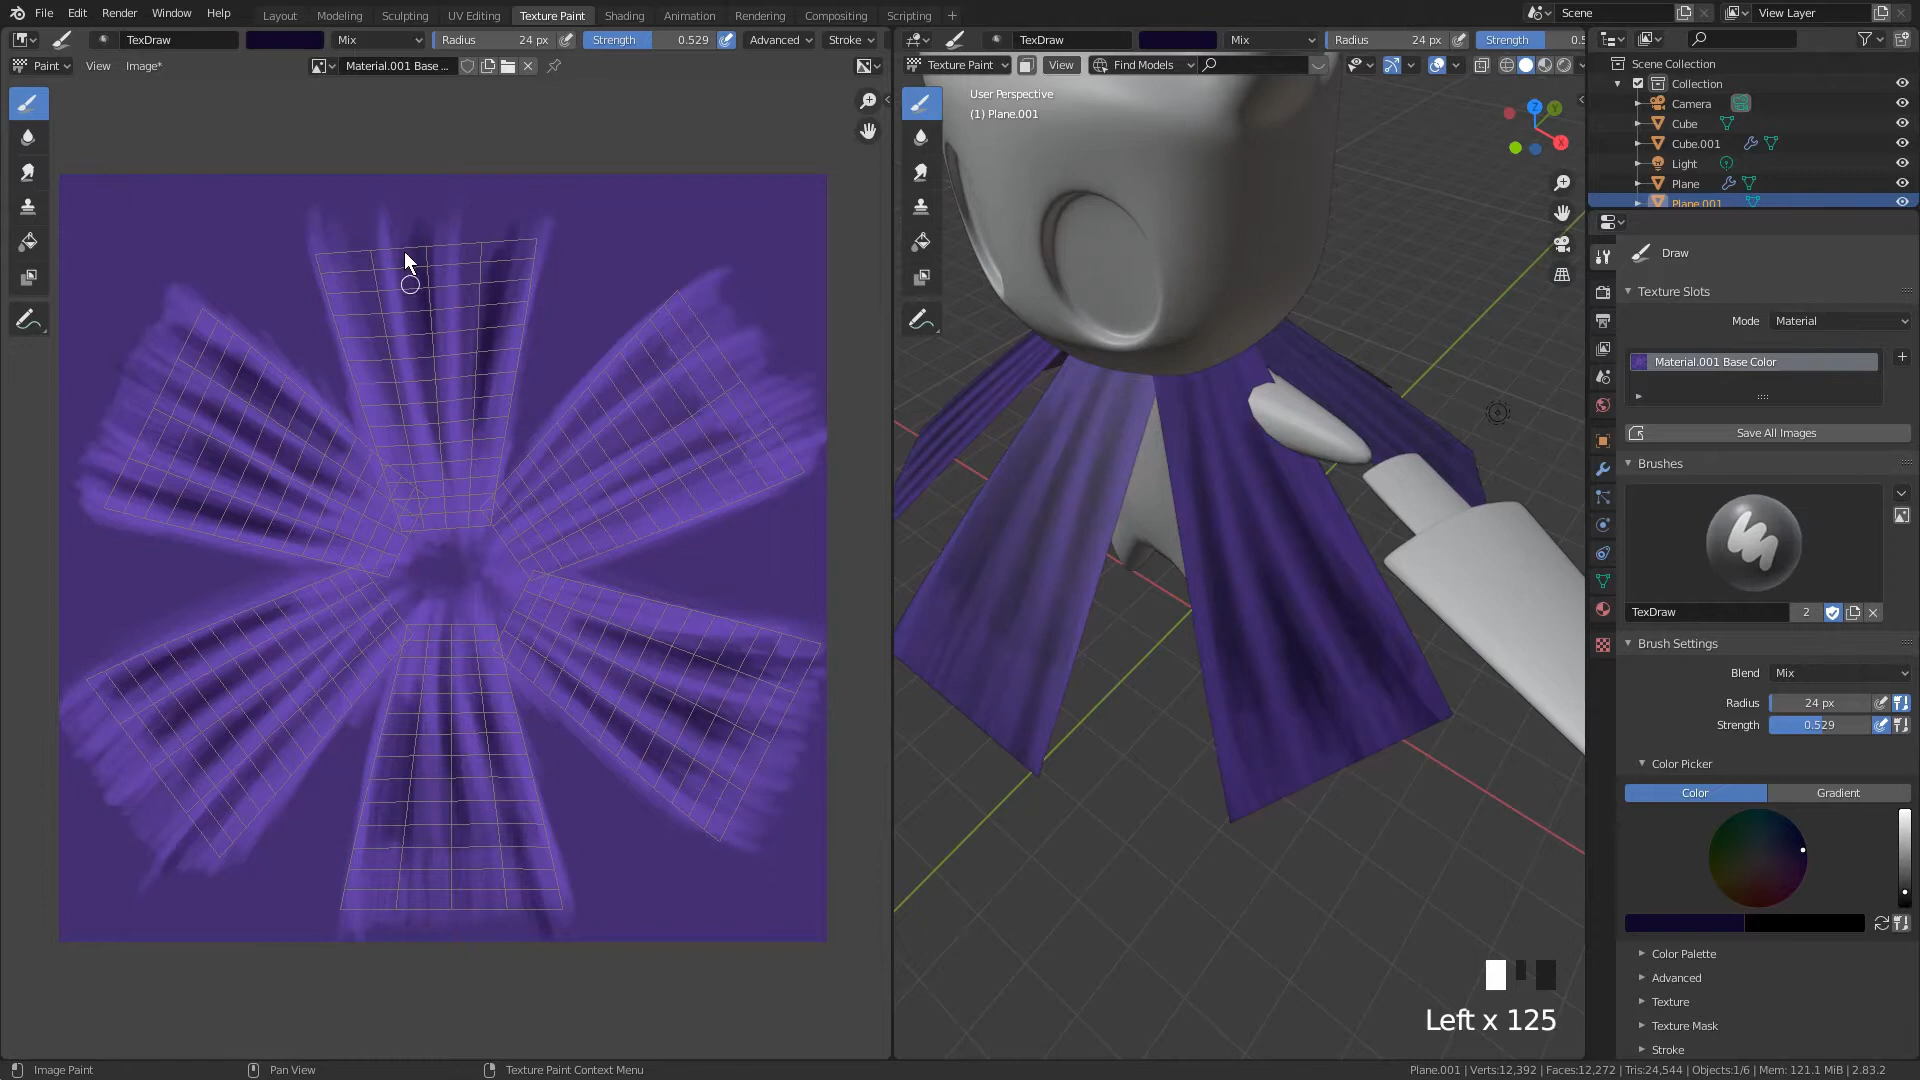 File Edit Render Window Help Layout Modeling Sculpting UV Editing Texture Paint Shading Animation Rendering Compositing Scripting + Scene View Layer
TexDraw Mix Radius 24 px Strength 0.529 Advanced Stroke
TexDraw Mix Radius 24 px Strength 0.5
Paint View Image* Material.001 Base ...
Texture Paint View Find Models
User Perspective
(1) Plane.001
Z
Y
X
Scene Collection
Collection
Camera
Cube
Cube.001
Light
Plane
Plane.001
Draw
Texture Slots
Mode Material
Material.001 Base Color
Save All Images
Brushes
TexDraw 2
Brush Settings
Blend Mix
Radius 24 px
Strength 0.529
Color Picker
Color Gradient
Color Palette
Advanced
Texture
Texture Mask
Stroke
Left x 125
Image Paint Pan View Texture Paint Context Menu Plane.001 | Verts:12,392 | Faces:12,272 | Tris:24,544 | Objects:1/6 | Mem: 121.1 MiB | 2.83.2